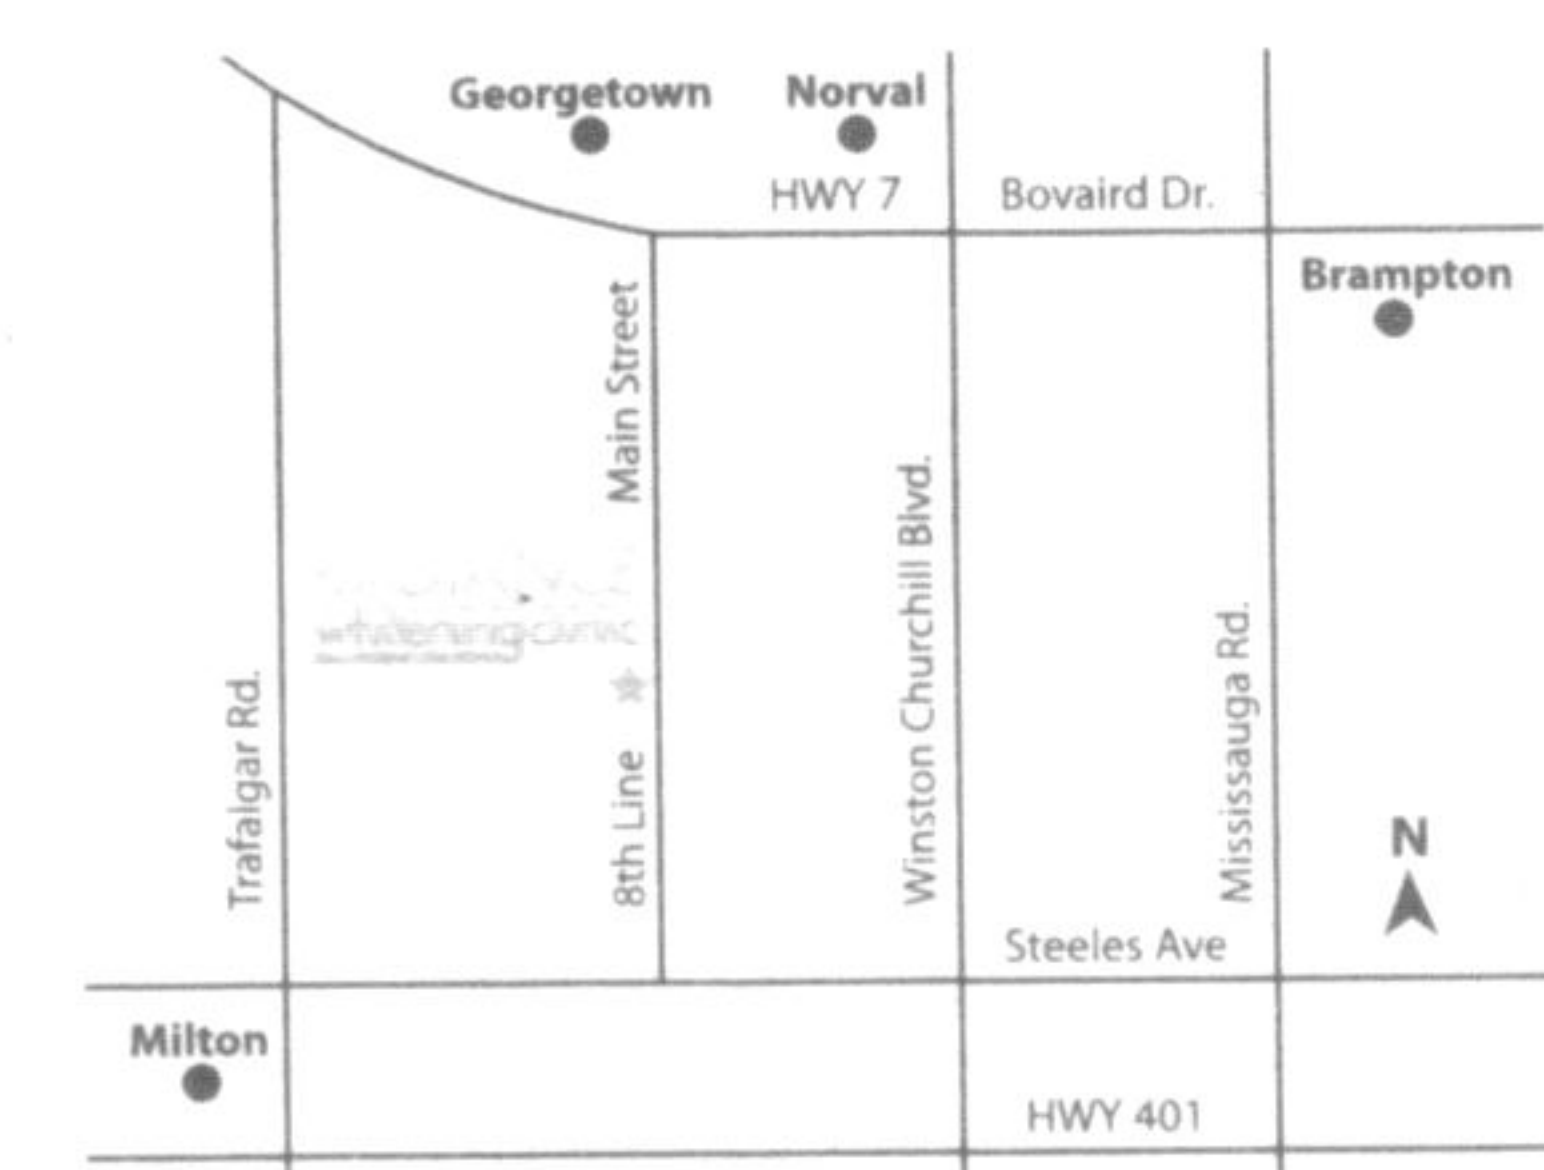 Georgetown
Norval
HWY 7
Bovaird Dr.
Brampton
Main Street
Winston Churchill Blvd.
Mississauga Rd.
Trafalgar Rd.
8th Line
N
Steeles Ave
Milton
HWY 401